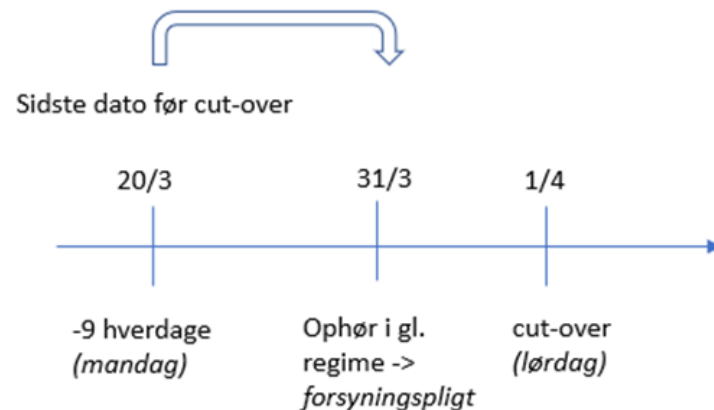 Sidste dato før cut-over
20/3
31/3
1/4
-9 hverdage
(mandag)
Ophør i gl.
regime ->
forsyningspligt
cut-over
(lørdag)